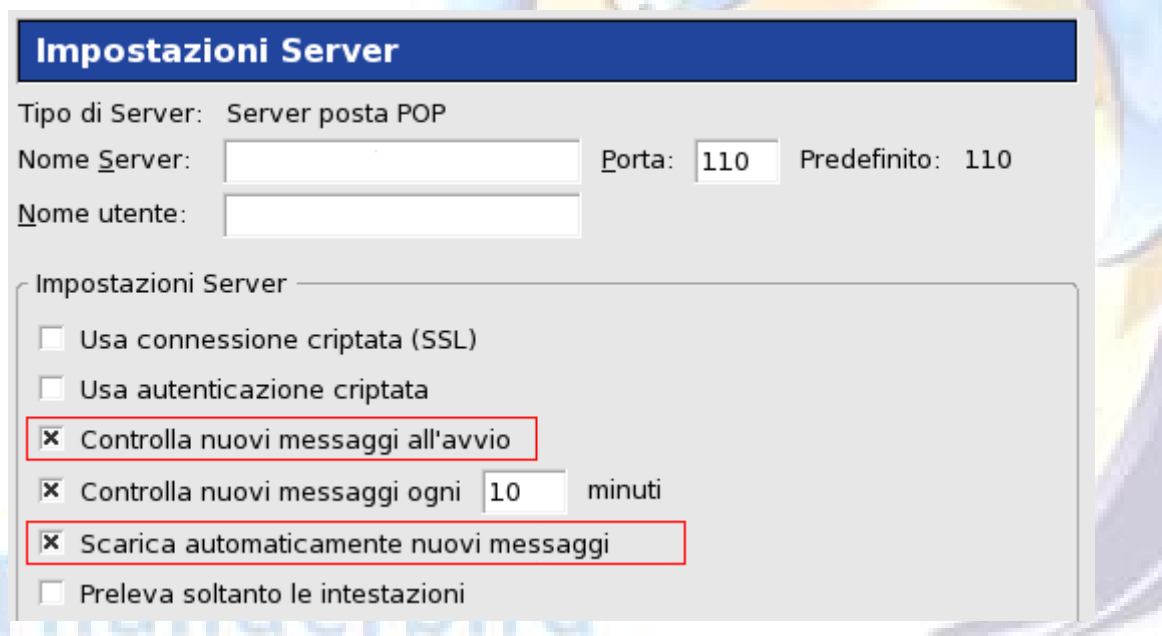 Impostazioni Server
Tipo di Server: Server posta POP
Nome Server: Porta: 110 Predefinito: 110
Nome utente:
Impostazioni Server
Usa connessione criptata (SSL)
Usa autenticazione criptata
Controlla nuovi messaggi all'avvio
Controlla nuovi messaggi ogni 10 minuti
Scarica automaticamente nuovi messaggi
Preleva soltanto le intestazioni